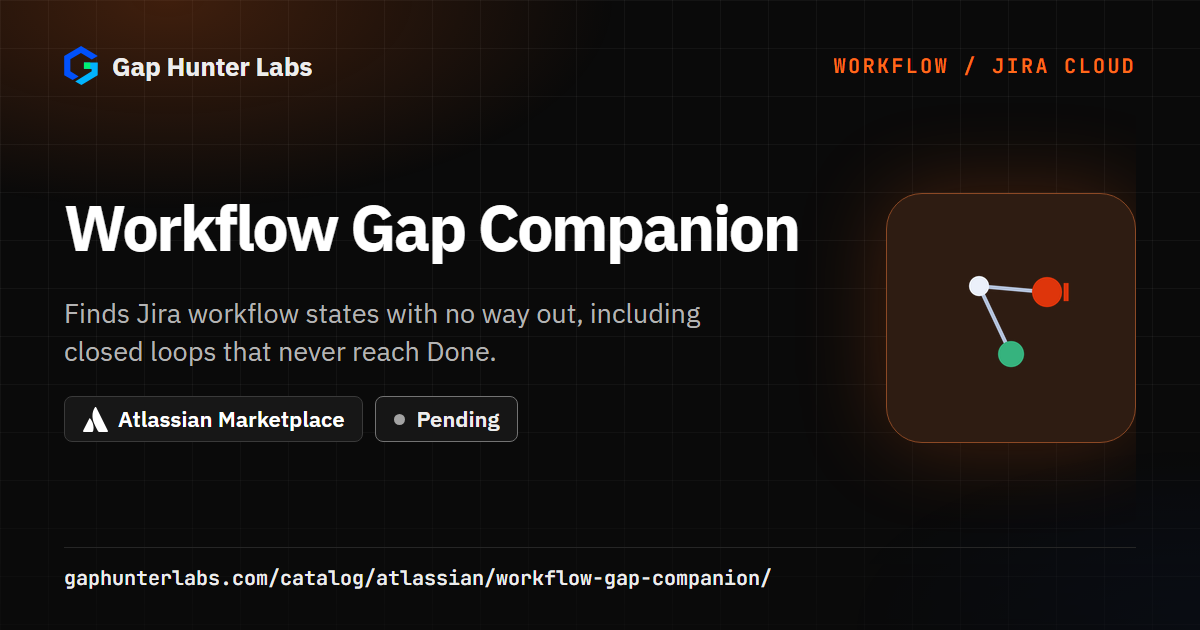 Gap Hunter Labs
WORKFLOW / JIRA CLOUD
Workflow Gap Companion
Finds Jira workflow states with no way out, including
closed loops that never reach Done.
Atlassian Marketplace
Pending
gaphunterlabs.com/catalog/atlassian/workflow-gap-companion/